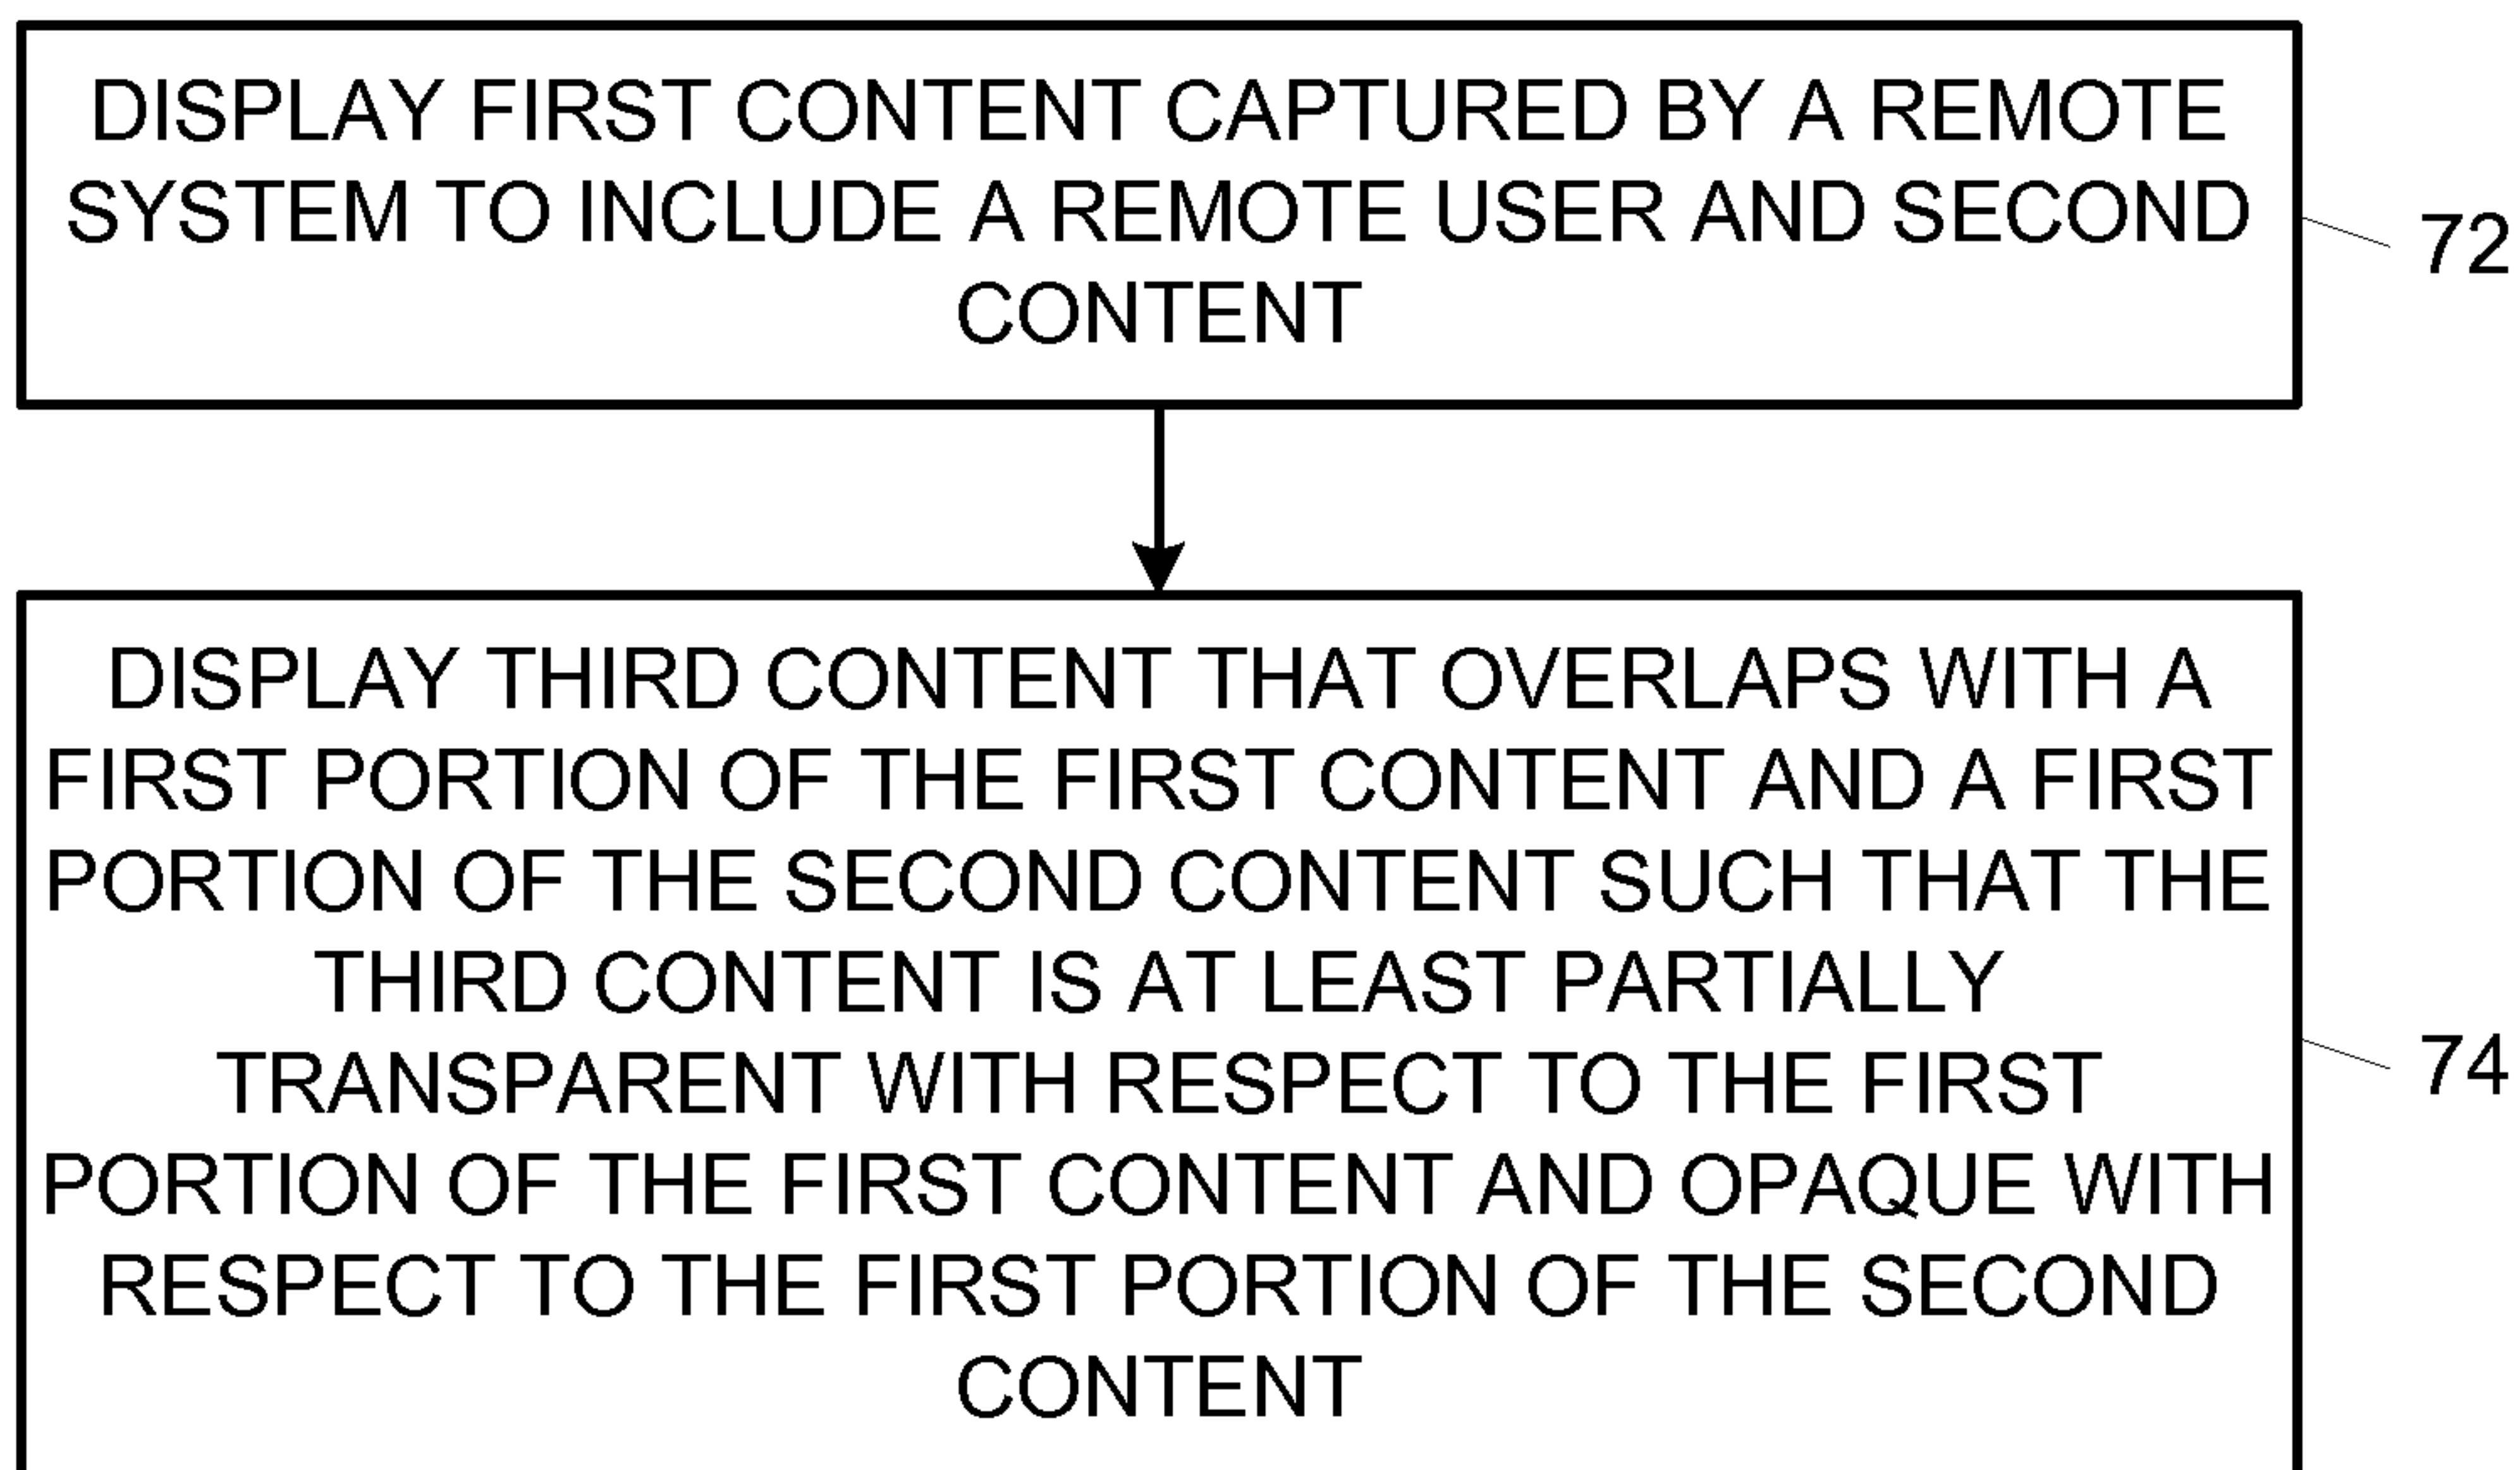 DISPLAY FIRST CONTENT CAPTURED BY A REMOTE
SYSTEM TO INCLUDE A REMOTE USER AND SECOND
CONTENT
72
DISPLAY THIRD CONTENT THAT OVERLAPS WITH A
FIRST PORTION OF THE FIRST CONTENT AND A FIRST
PORTION OF THE SECOND CONTENT SUCH THAT THE
THIRD CONTENT IS AT LEAST PARTIALLY
TRANSPARENT WITH RESPECT TO THE FIRST
PORTION OF THE FIRST CONTENT AND OPAQUE WITH
RESPECT TO THE FIRST PORTION OF THE SECOND
CONTENT
74